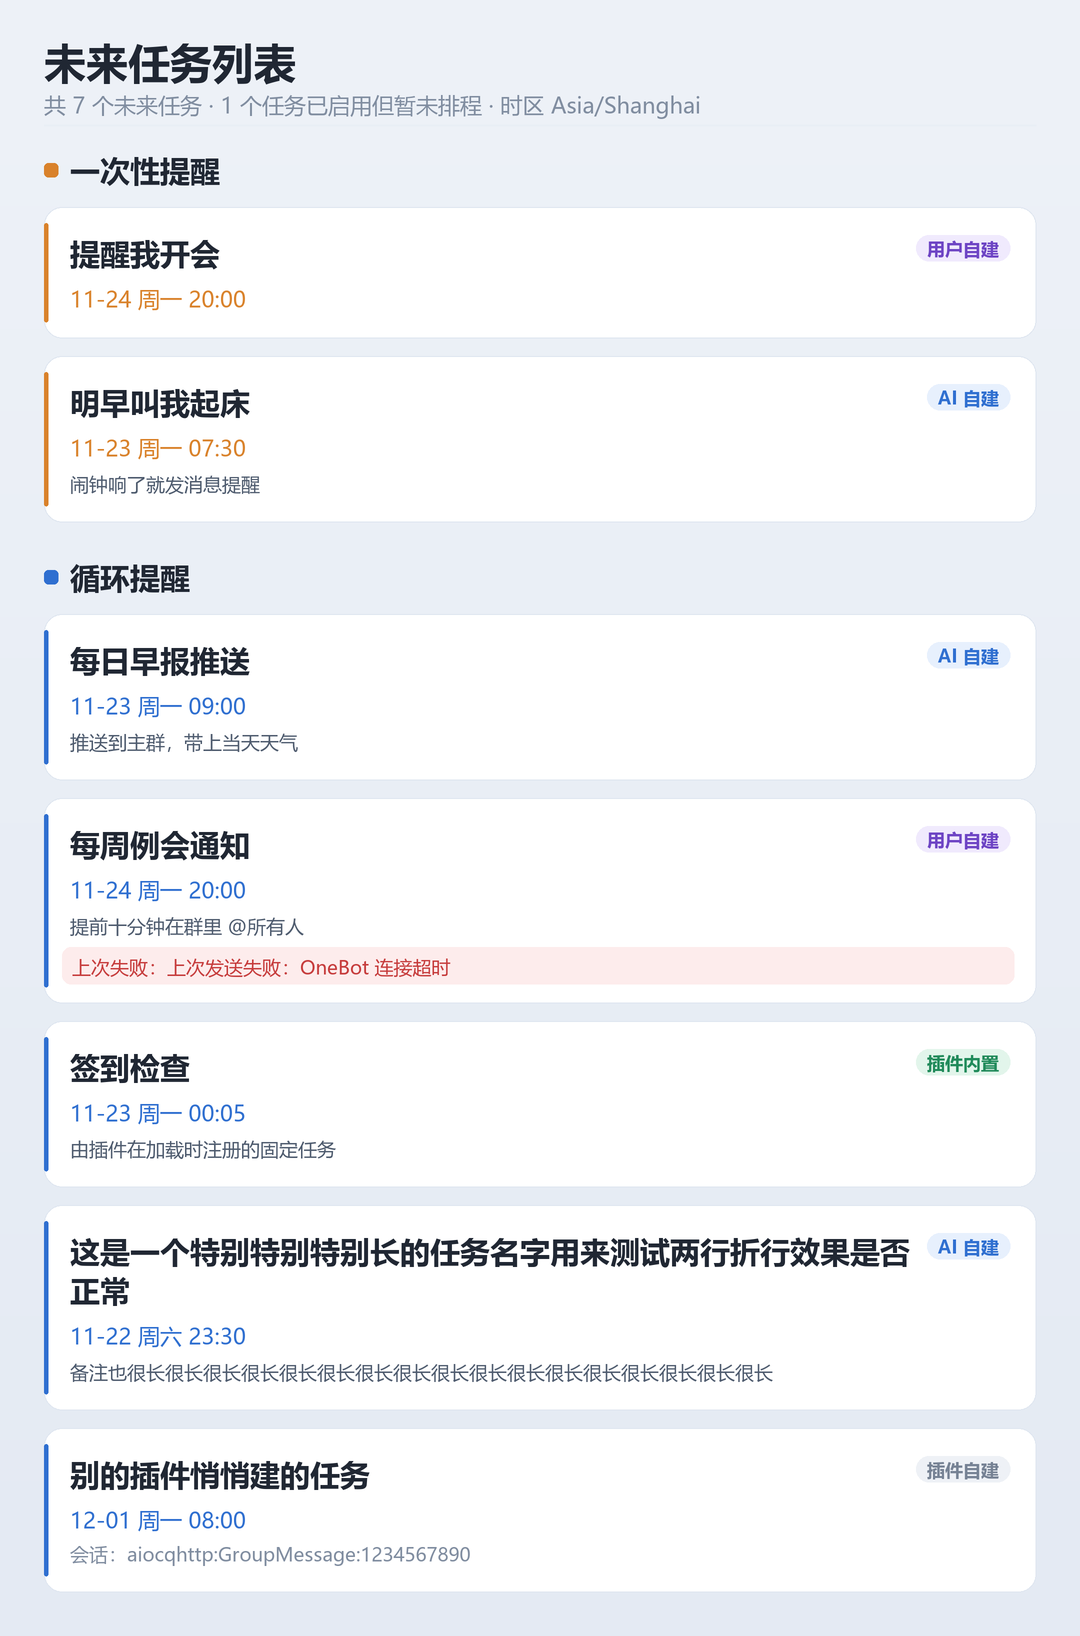 未来任务列表
共 7 个未来任务 · 1 个任务已启用但暂未排程 · 时区 Asia/Shanghai
一次性提醒
提醒我开会
用户自建
11-24 周一 20:00
明早叫我起床
AI 自建
11-23 周一 07:30
闹钟响了就发消息提醒
循环提醒
每日早报推送
AI 自建
11-23 周一 09:00
推送到主群，带上当天天气
每周例会通知
用户自建
11-24 周一 20:00
提前十分钟在群里 @所有人
上次失败：上次发送失败：OneBot 连接超时
签到检查
插件内置
11-23 周一 00:05
由插件在加载时注册的固定任务
这是一个特别特别特别长的任务名字用来测试两行折行效果是否
AI 自建
正常
11-22 周六 23:30
备注也很长很长很长很长很长很长很长很长很长很长很长很长很长很长很长很长很长
别的插件悄悄建的任务
插件自建
12-01 周一 08:00
会话：aiocqhttp:GroupMessage:1234567890